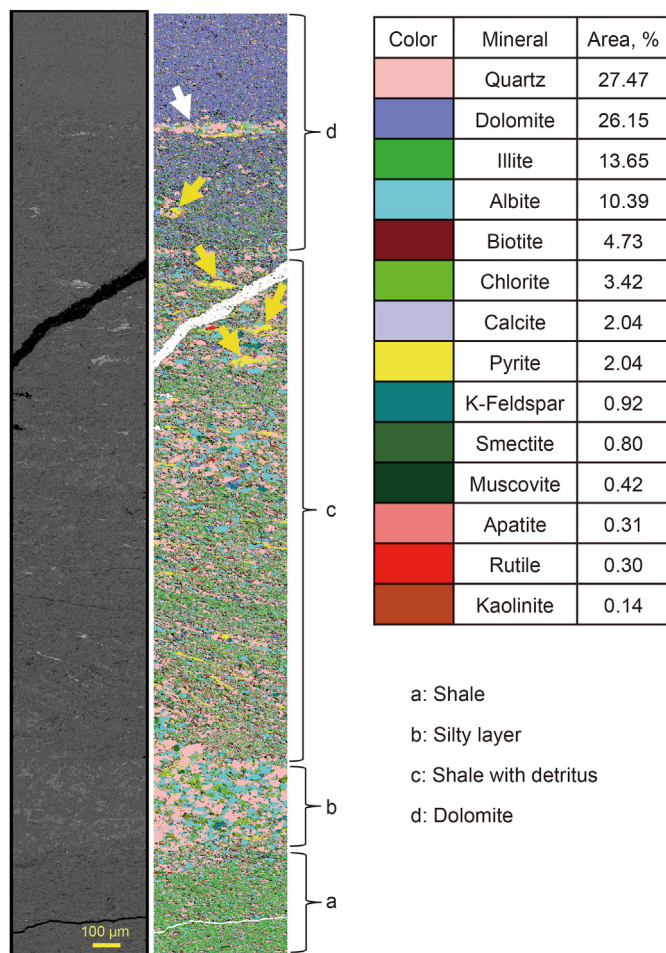 Color Mineral Area, %
Quartz 27.47
Dolomite 26.15
Illite 13.65
Albite 10.39
Biotite 4.73
Chlorite 3.42
Calcite 2.04
Pyrite 2.04
K-Feldspar 0.92
Smectite 0.80
Muscovite 0.42
Apatite 0.31
Rutile 0.30
Kaolinite 0.14
d
c
b
a
100 μm
a: Shale
b: Silty layer
c: Shale with detritus
d: Dolomite